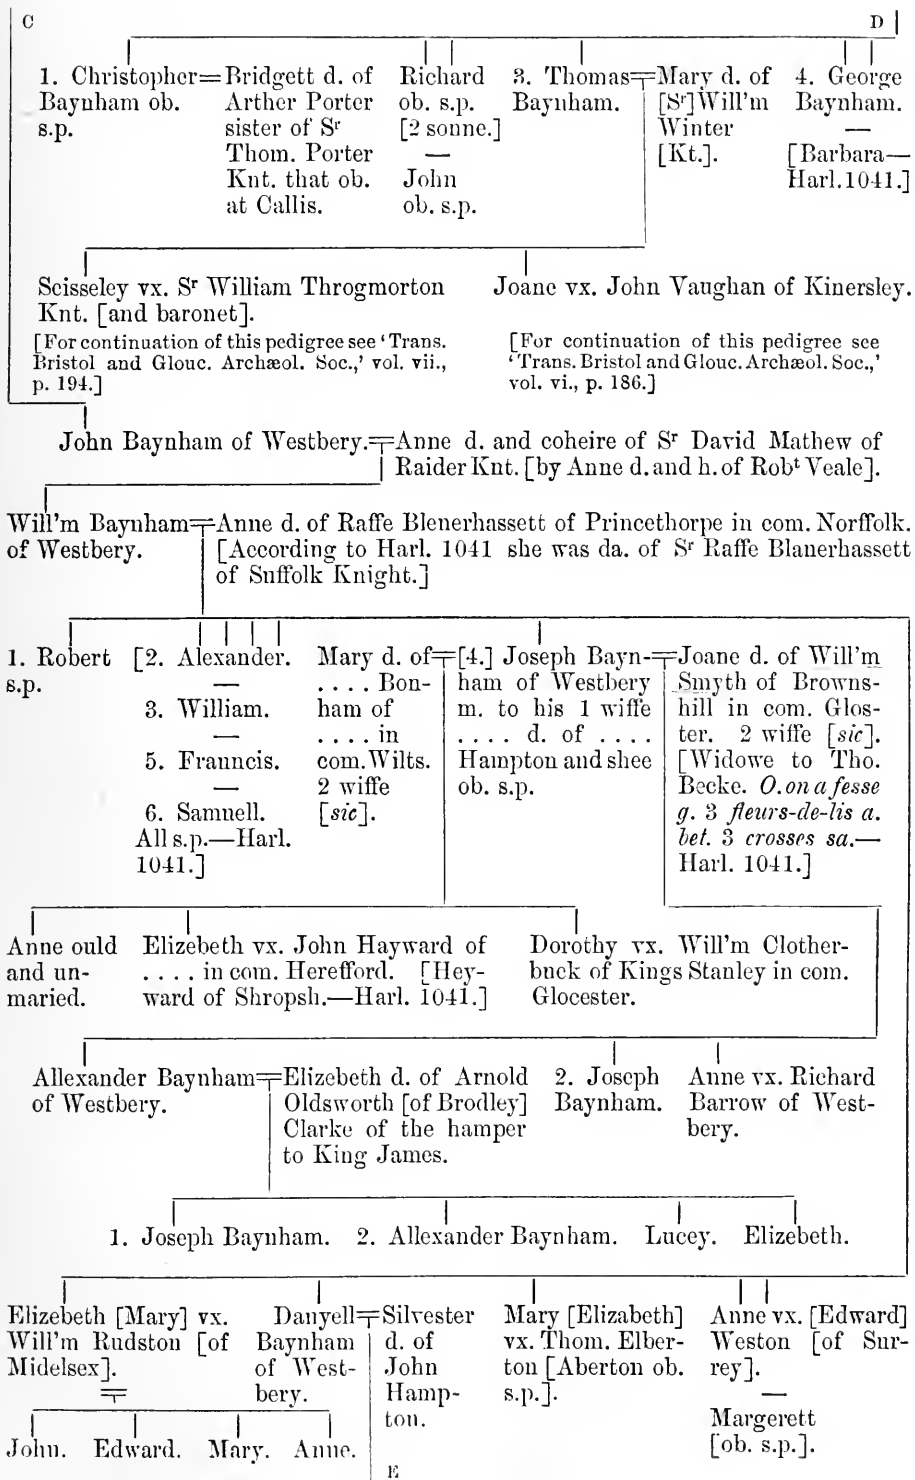 C
D
1. Christopher=Bridgett d. of
Baynham ob. Arther Porter
s.p. sister of Sr
Thom. Porter
Knt. that ob.
at Callis.
Richard
ob. s.p.
[2 sonne.]
—
John
ob. s.p.
3. Thomas=Mary d. of
Baynham. [Sr] Will'm
Winter
[Kt.].
4. George
Baynham.
—
[Barbara—
Harl. 1041.]
Scisseley vx. Sr William Throgmorton
Knt. [and baronet].
[For continuation of this pedigree see 'Trans.
Bristol and Glouc. Archæol. Soc.,' vol. vii.,
p. 194.]
Joane vx. John Vaughan of Kinersley.
[For continuation of this pedigree see
'Trans. Bristol and Glouc. Archæol. Soc.,'
vol. vi., p. 186.]
John Baynham of Westbery.=Anne d. and coheire of Sr David Mathew of
Raider Knt. [by Anne d. and h. of Robt Veale].
Will'm Baynham=Anne d. of Raffe Blenerhassett of Princethorpe in com. Norffolk.
of Westbery. [According to Harl. 1041 she was da. of Sr Raffe Blanerhassett
of Suffolk Knight.]
1. Robert
s.p.
[2. Alexander.
—
3. William.
—
5. Franncis.
—
6. Samnell.
All s.p.—Harl.
1041.]
Mary d. of
.... Bon-
ham of
.... in
com. Wilts.
2 wiffe
[sic].
=[4.] Joseph Bayn-
ham of Westbery
m. to his 1 wiffe
.... d. of ....
Hampton and shee
ob. s.p.
=Joane d. of Will'm
Smyth of Browns-
hill in com. Glos-
ter. 2 wiffe [sic].
[Widowe to Tho.
Becke. O. on a fesse
g. 3 fleurs-de-lis a.
bet. 3 crosses sa.—
Harl. 1041.]
Anne ould
and un-
maried.
Elizebeth vx. John Hayward of
.... in com. Herefford. [Hey-
ward of Shropsh.—Harl. 1041.]
Dorothy vx. Will'm Clother-
buck of Kings Stanley in com.
Glocester.
Allexander Baynham=Elizebeth d. of Arnold
of Westbery. Oldsworth [of Brodley]
Clarke of the hamper
to King James.
2. Joseph
Baynham.
Anne vx. Richard
Barrow of West-
bery.
1. Joseph Baynham. 2. Allexander Baynham. Lucey. Elizebeth.
Elizebeth [Mary] vx.
Will'm Rudston [of
Midelsex].
=
John. Edward. Mary. Anne.
Danyell=Silvester
Baynham d. of
of West- John
bery. Hamp-
ton.
E
Mary [Elizabeth]
vx. Thom. Elber-
ton [Aberton ob.
s.p.].
Anne vx. [Edward]
Weston [of Sur-
rey].
—
Margerett
[ob. s.p.].